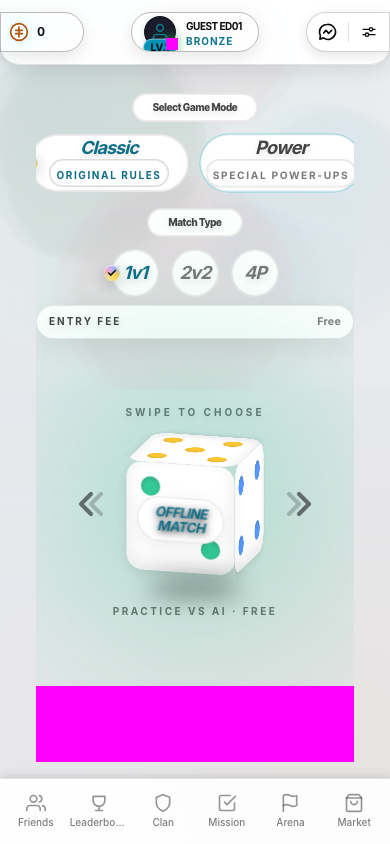 0
GUEST ED01
BRONZE
LV.
Select Game Mode
Classic
ORIGINAL RULES
Power
SPECIAL POWER-UPS
Match Type
1v1
2v2
4P
ENTRY FEE
Free
SWIPE TO CHOOSE
OFFLINE
MATCH
PRACTICE VS AI · FREE
Friends
Leaderbo...
Clan
Mission
Arena
Market